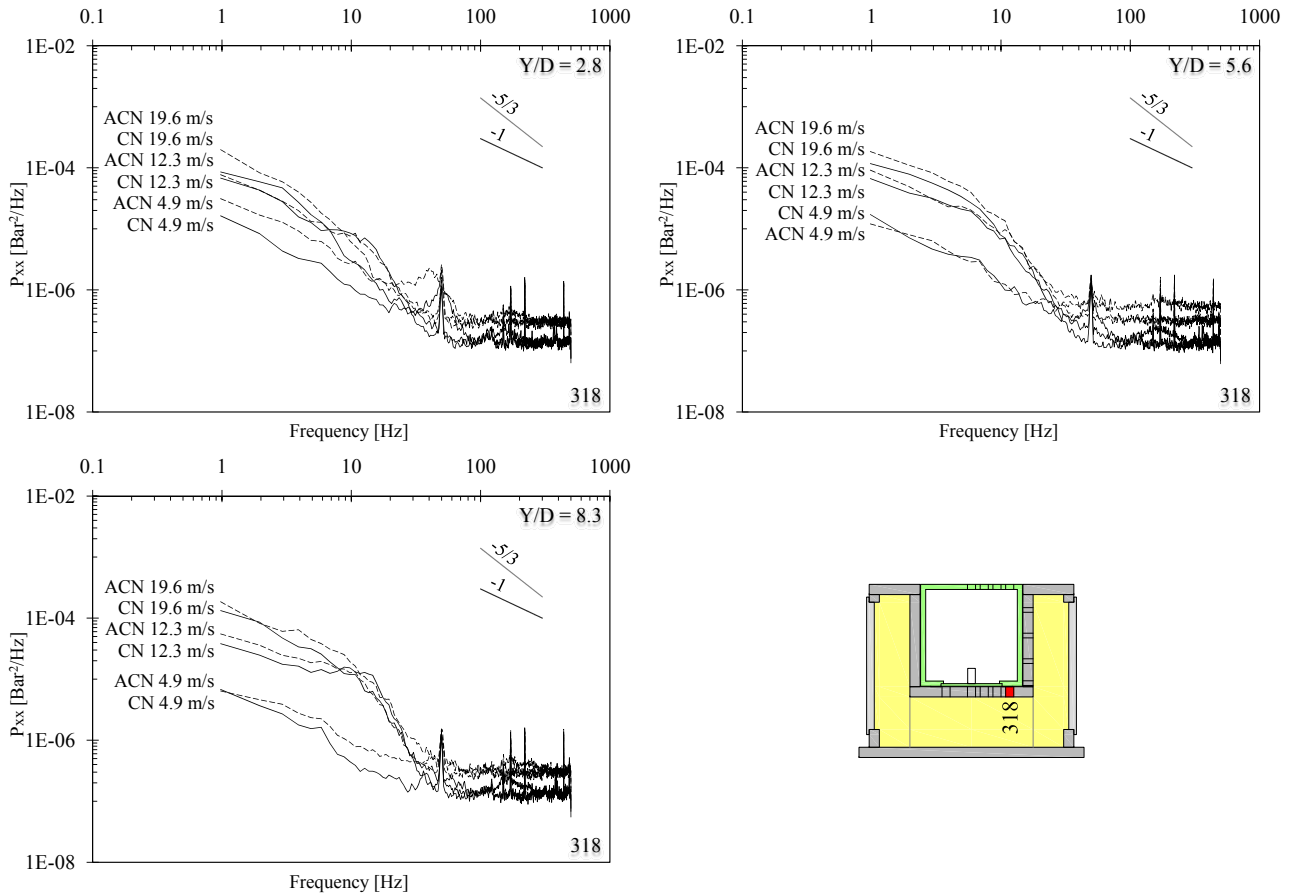 0.1 1 10 100 1000
1E-02
Y/D = 2.8
-5/3
-1
ACN 19.6 m/s
CN 19.6 m/s
ACN 12.3 m/s
CN 12.3 m/s
ACN 4.9 m/s
CN 4.9 m/s
1E-04
1E-06
1E-08
Pxx [Bar²/Hz]
318
Frequency [Hz]
0.1 1 10 100 1000
1E-02
Y/D = 5.6
-5/3
-1
ACN 19.6 m/s
CN 19.6 m/s
ACN 12.3 m/s
CN 12.3 m/s
CN 4.9 m/s
ACN 4.9 m/s
1E-04
1E-06
1E-08
Pxx [Bar²/Hz]
318
Frequency [Hz]
0.1 1 10 100 1000
1E-02
Y/D = 8.3
-5/3
-1
ACN 19.6 m/s
CN 19.6 m/s
ACN 12.3 m/s
CN 12.3 m/s
ACN 4.9 m/s
CN 4.9 m/s
1E-04
1E-06
1E-08
Pxx [Bar²/Hz]
318
Frequency [Hz]
318